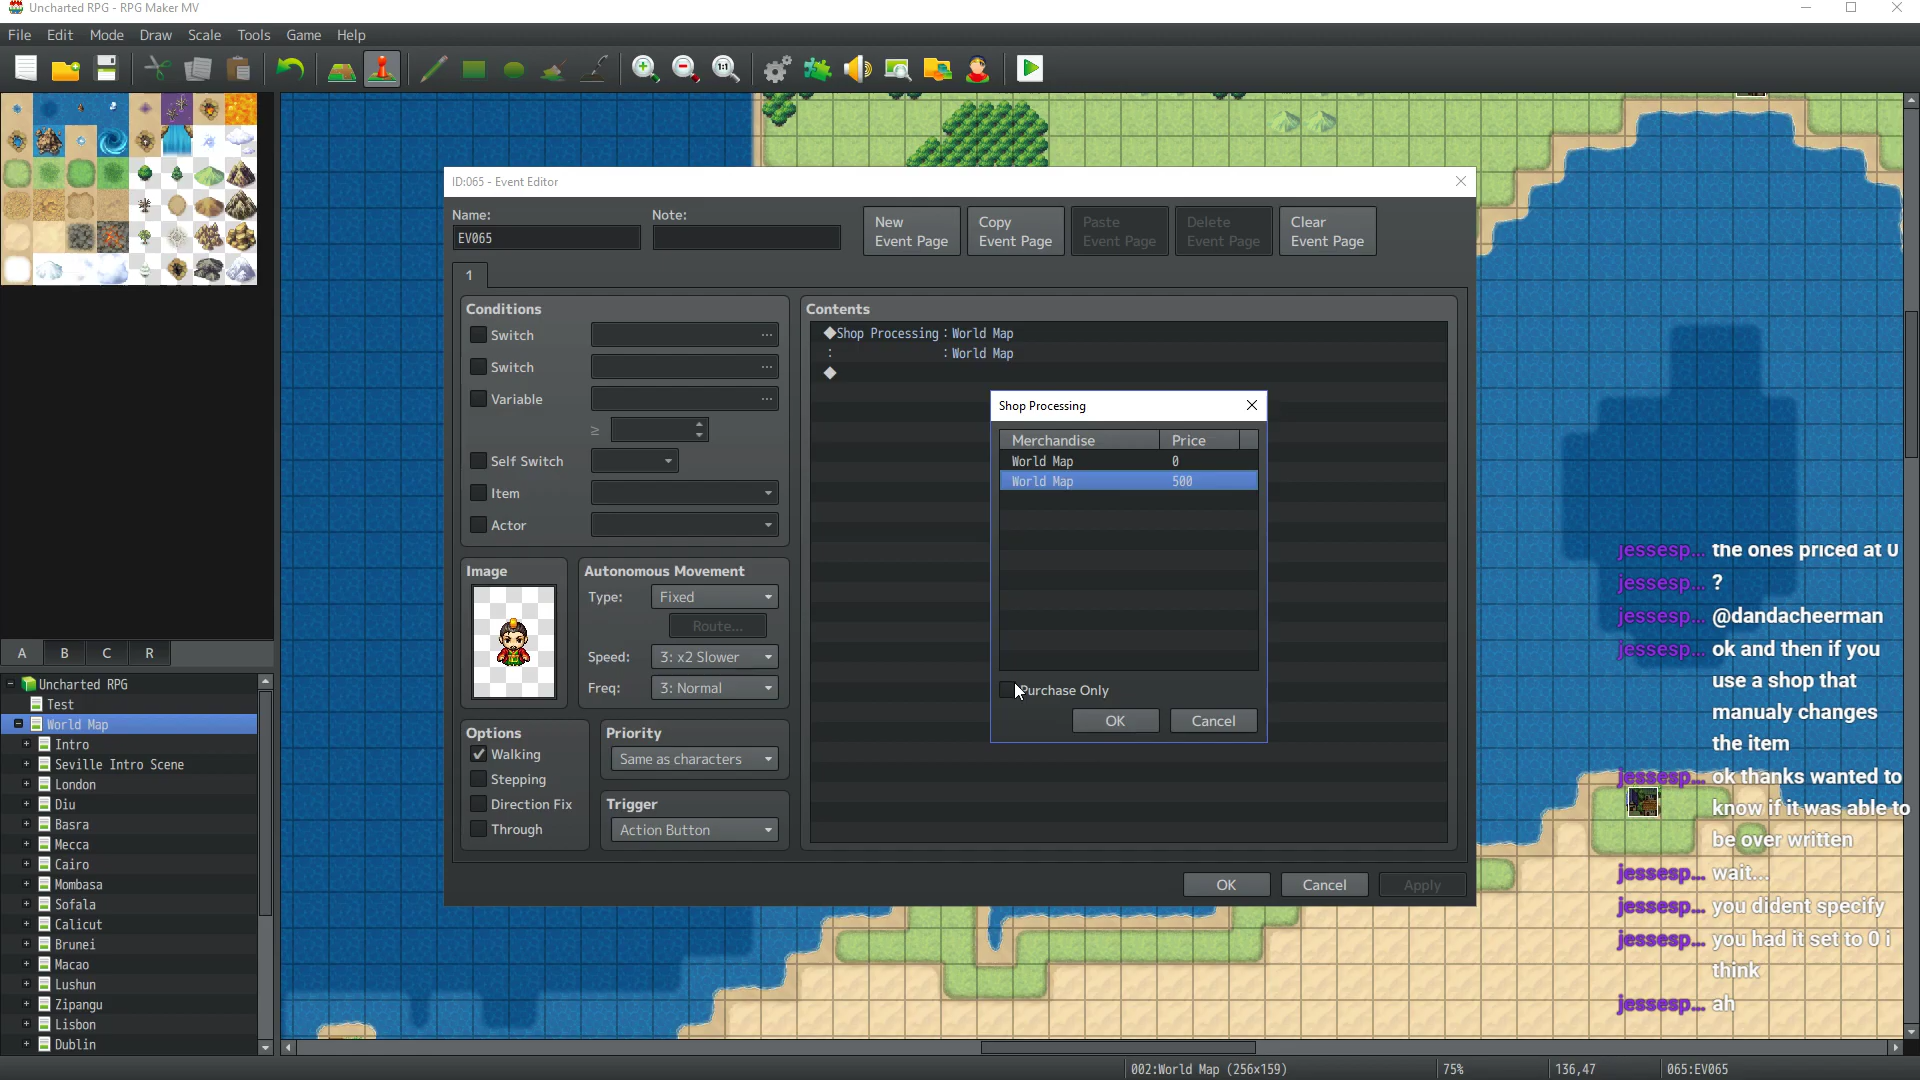 Uncharted RPG - RPG Maker MV
File Edit Mode Draw Scale Tools Game Help
ID:065 - Event Editor
Name:
Note:
EV065
New
Event Page
Copy
Event Page
Paste
Event Page
Delete
Event Page
Clear
Event Page
1
Conditions
Switch
Switch
Variable
≥
Self Switch
Item
Actor
Image
Autonomous Movement
Type: Fixed
Route...
Speed: 3: x2 Slower
Freq: 3: Normal
Options
Walking
Stepping
Direction Fix
Through
Priority
Same as characters
Trigger
Action Button
Contents
◆Shop Processing : World Map
: : World Map
◆
Shop Processing
Merchandise Price
World Map 0
World Map 500
Purchase Only
OK Cancel
OK Cancel Apply
A B C R
Uncharted RPG
Test
World Map
Intro
Seville Intro Scene
London
Diu
Basra
Mecca
Cairo
Mombasa
Sofala
Calicut
Brunei
Macao
Lushun
Zipangu
Lisbon
Dublin
jessesp... the ones priced at 0
jessesp... ?
jessesp... @dandacheerman
jessesp... ok and then if you
use a shop that
manualy changes
the item
jessesp... ok thanks wanted to
know if it was able to
be over written
jessesp... wait...
jessesp... you dident specify
jessesp... you had it set to 0 i
think
jessesp... ah
002:World Map (256x159) 75% 136,47 065:EV065